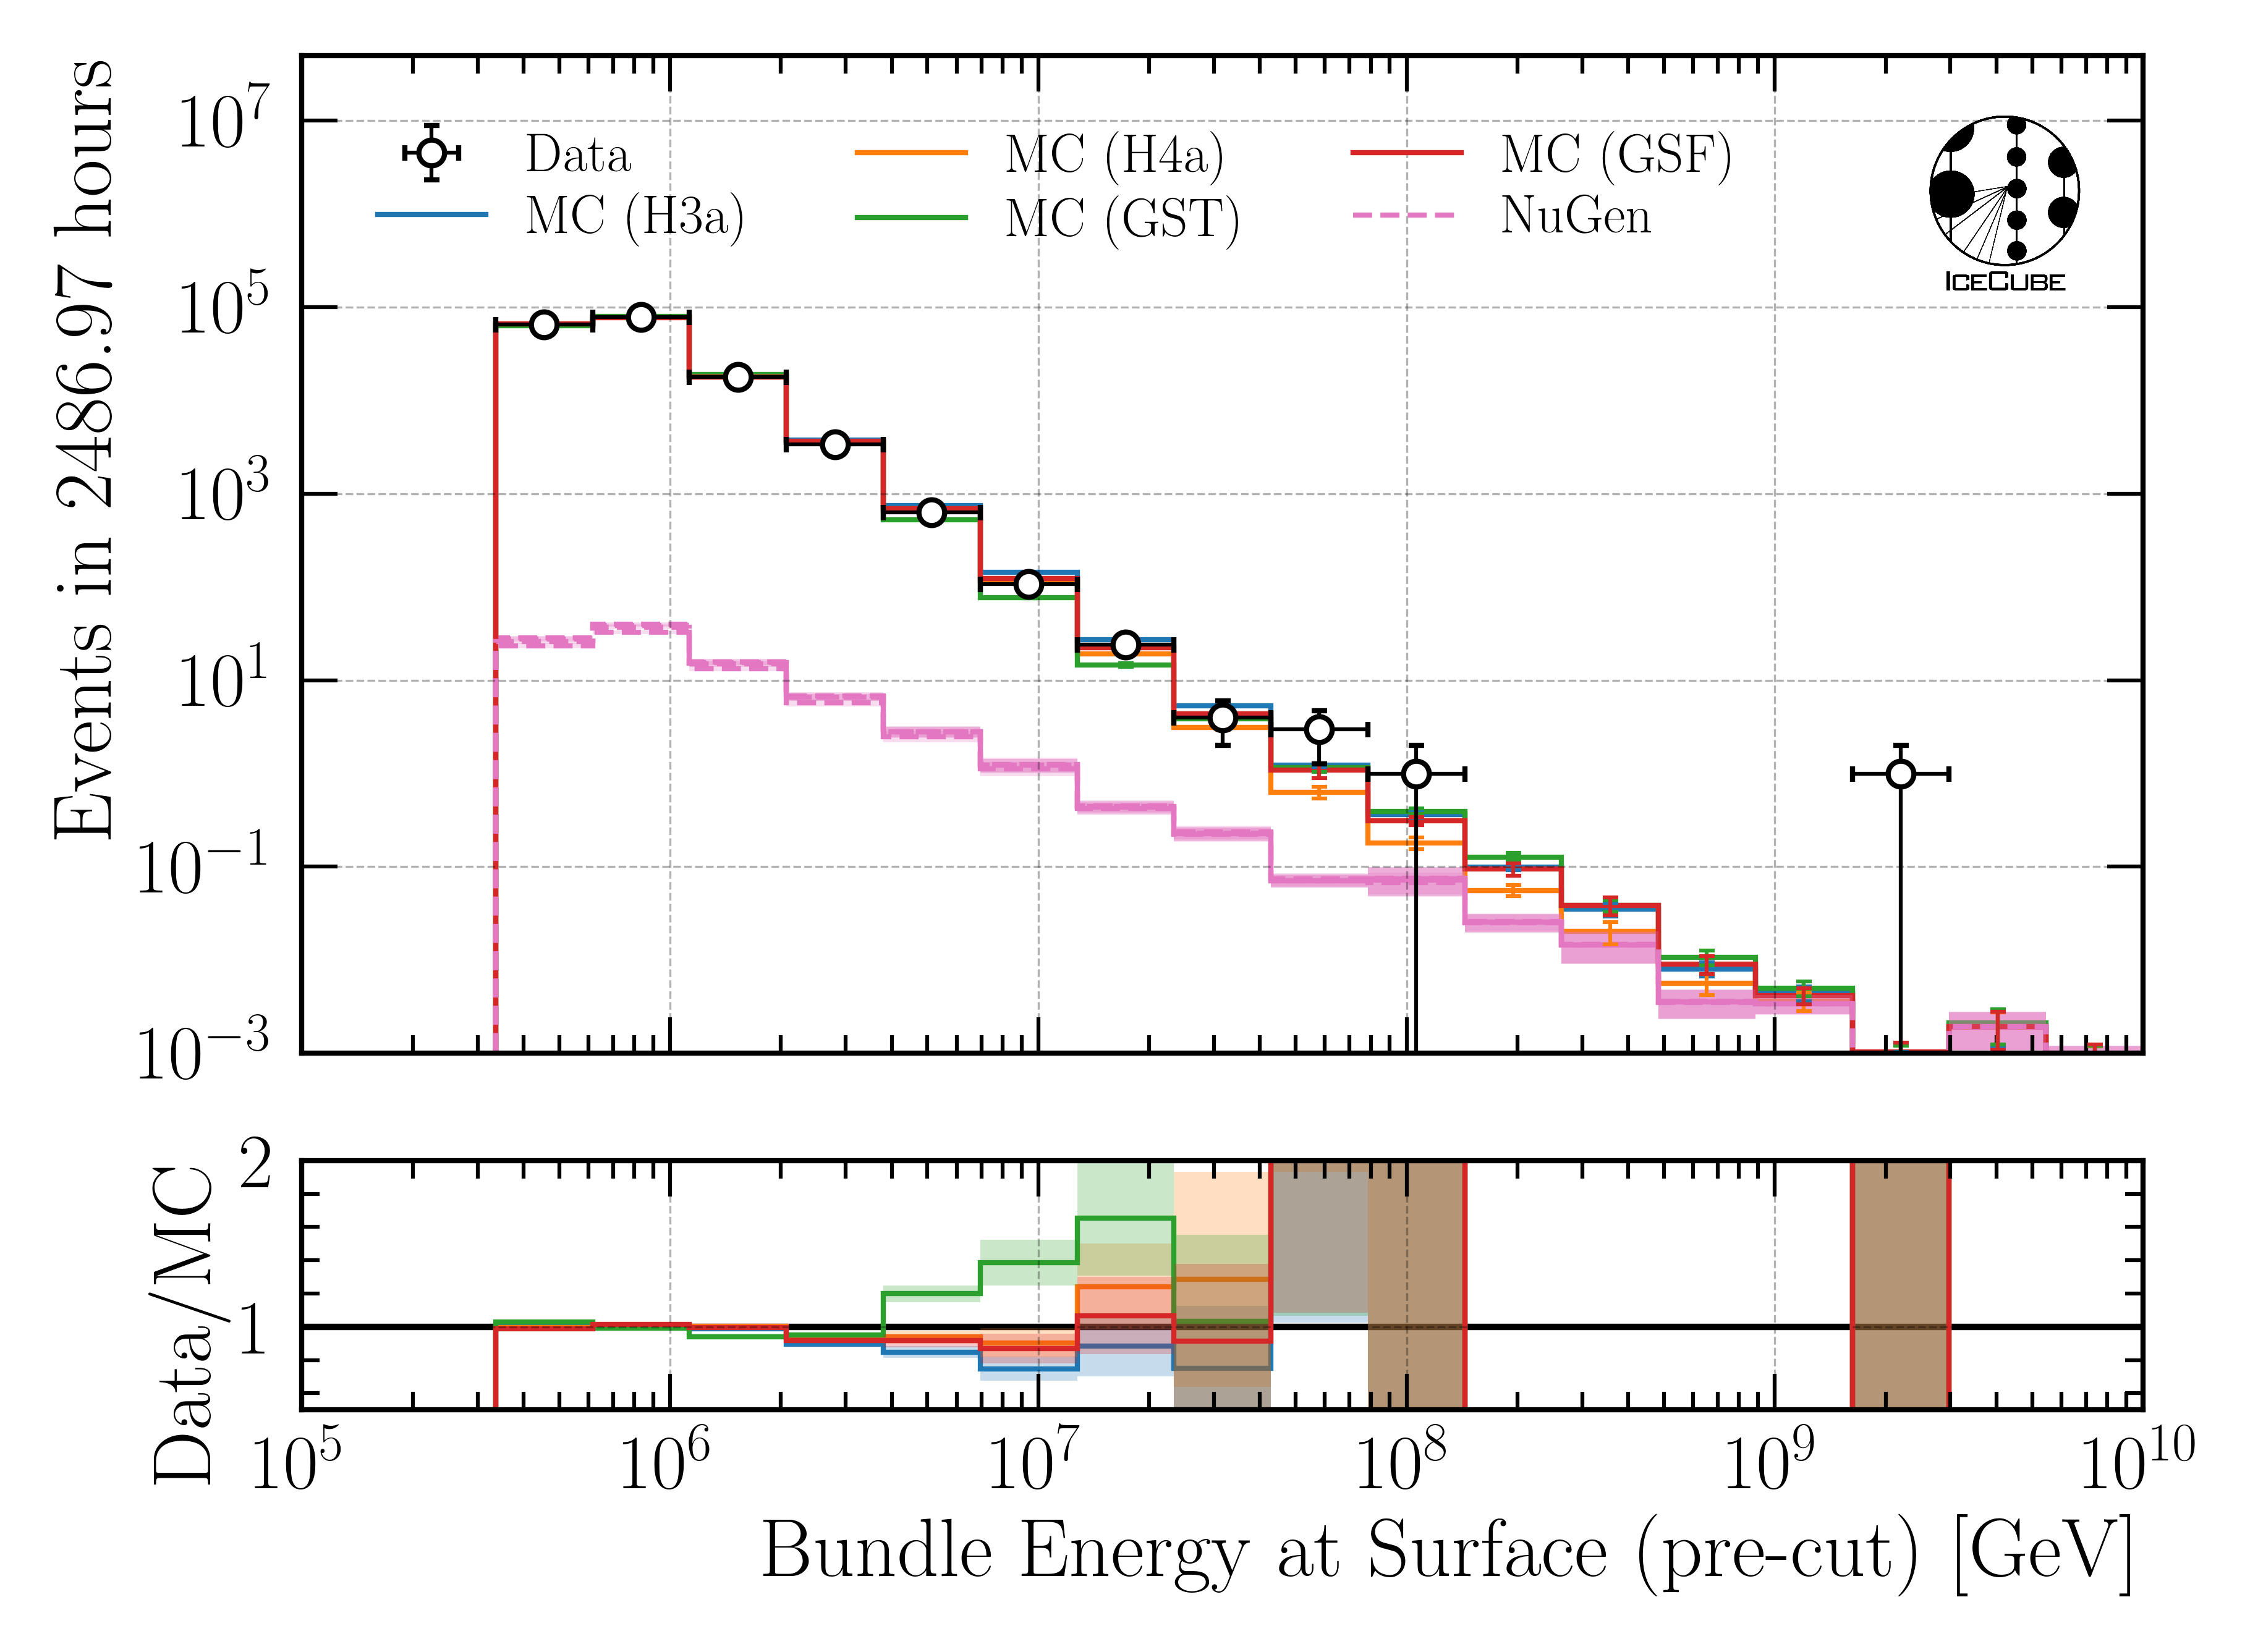 Events in 2486.97 hours
10^7
10^5
10^3
10^1
10^−1
10^−3
Data
MC (H3a)
MC (H4a)
MC (GST)
MC (GSF)
NuGen
ICECUBE
Data/MC
2
1
10^5 10^6 10^7 10^8 10^9 10^10
Bundle Energy at Surface (pre-cut) [GeV]